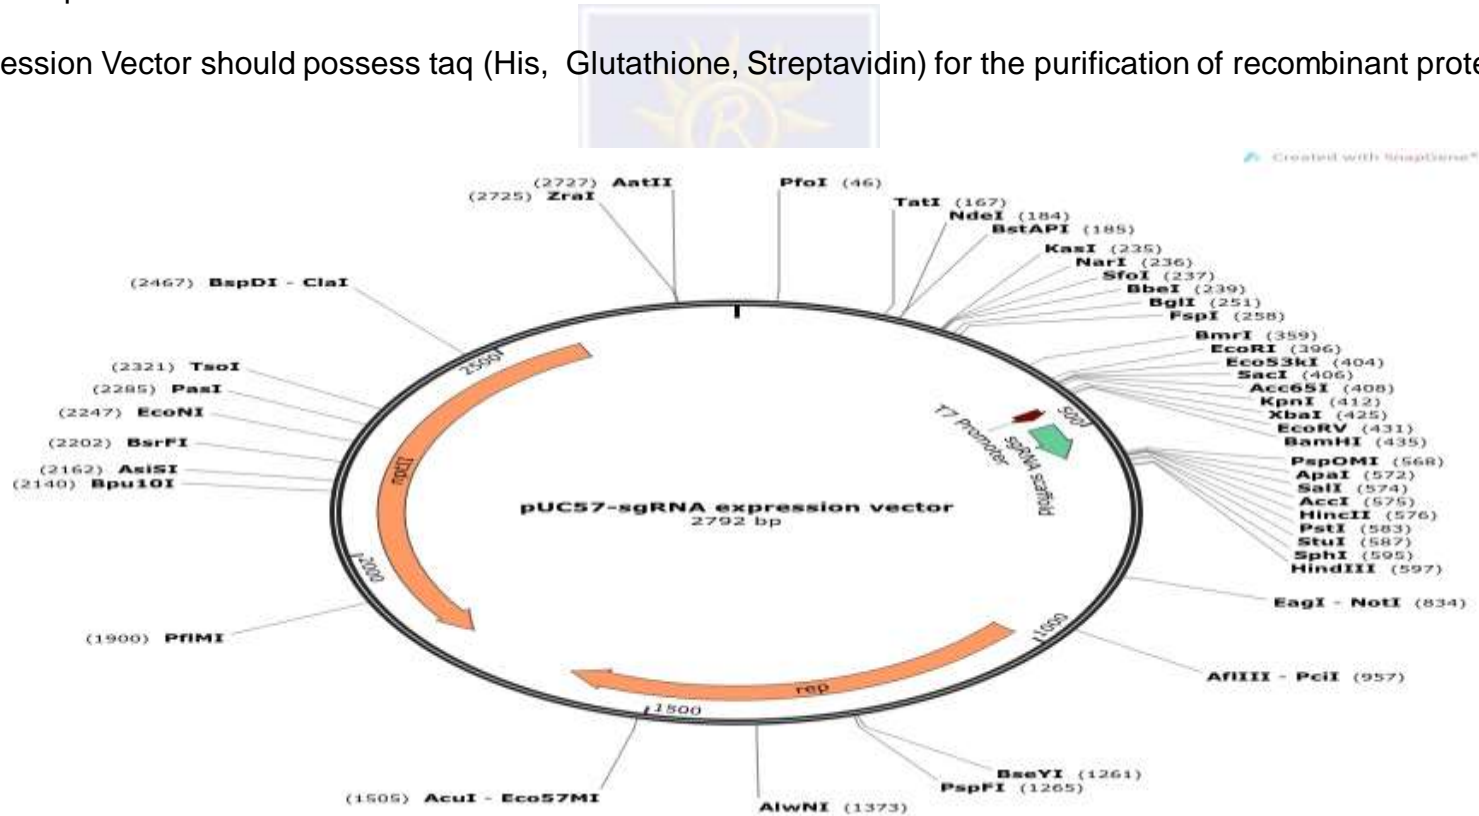 ession Vector should possess taq (His, Glutathione, Streptavidin) for the purification of recombinant prote
R
Created with SnapGene®
(2727) AatII
PfoI (46)
(2725) ZraI
TatI (167)
NdeI (184)
BstAPI (185)
KasI (235)
NarI (236)
SfoI (237)
(2467) BspDI - ClaI
BbeI (239)
BglI (251)
FspI (258)
BmrI (359)
EcoRI (396)
2500
(2321) TsoI
Eco53kI (404)
SacI (406)
(2285) PasI
Acc65I (408)
KpnI (412)
(2247) EcoNI
XbaI (425)
500
EcoRV (431)
(2202) BsrFI
BamHI (435)
T7 promoter
sgRNA scaffold
PspOMI (568)
(2162) AsiSI
ApaI (572)
(2140) Bpu10I
nptII
SalI (574)
AccI (575)
pUC57-sgRNA expression vector
HincII (576)
2792 bp
PstI (583)
StuI (587)
SphI (595)
2000
HindIII (597)
EagI - NotI (834)
1000
(1900) PflMI
AflIII - PciI (957)
rep
1500
BseYI (1261)
PspFI (1265)
(1505) AcuI - Eco57MI
AlwNI (1373)